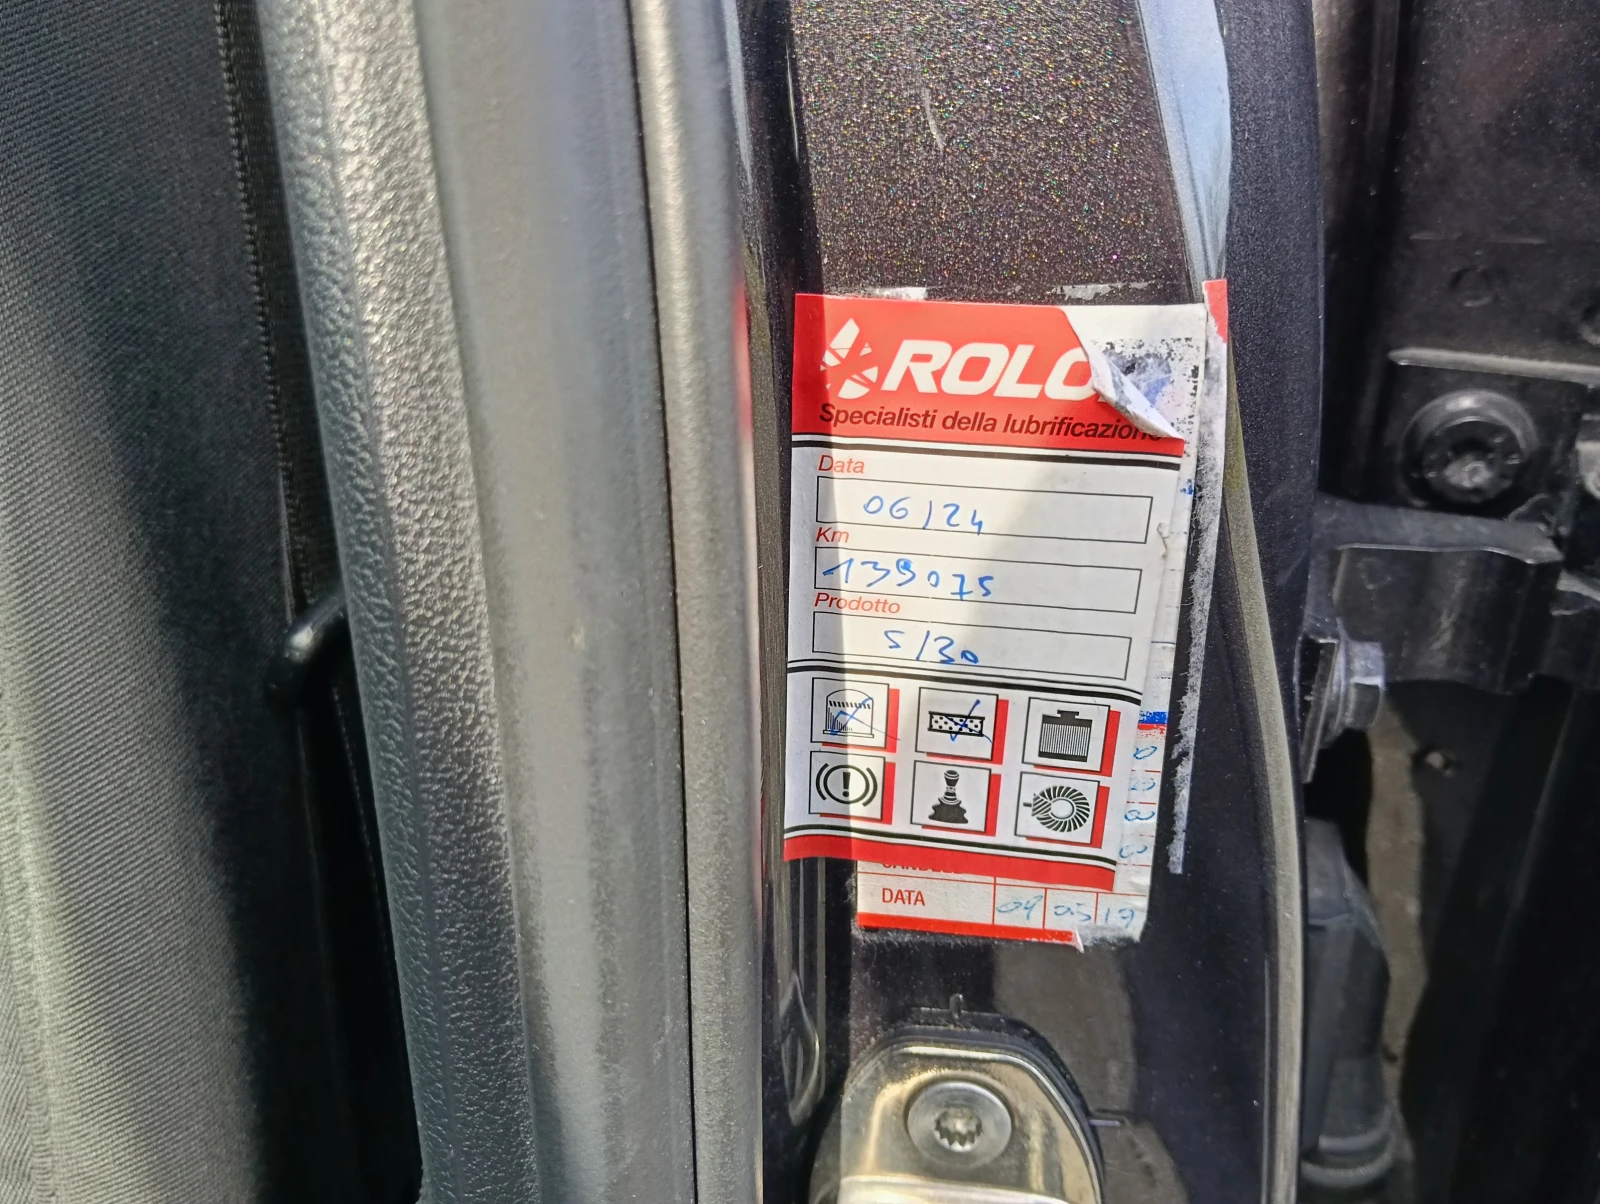 ROLO
Specialisti della lubrificazione
Data
06/24
Km
139075
Prodotto
5/30
DATA 04 05 19